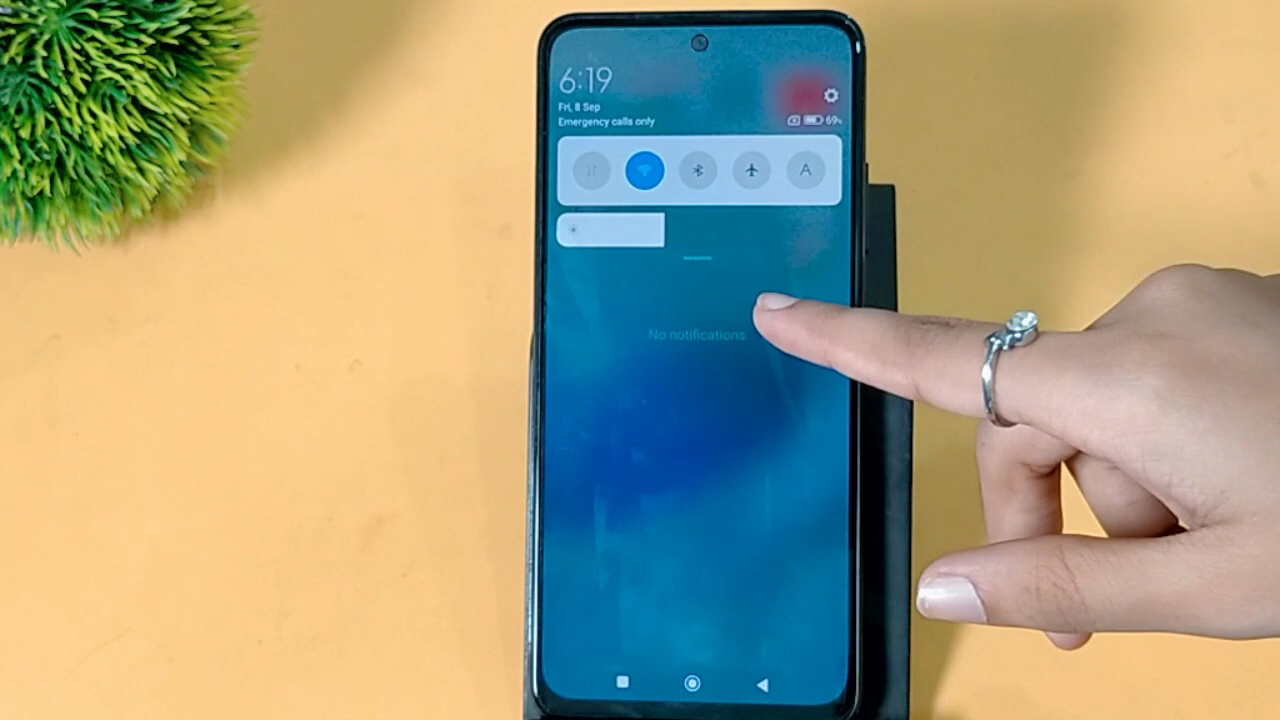 6:19
Fri, 8 Sep
Emergency calls only
69%
A
No notifications